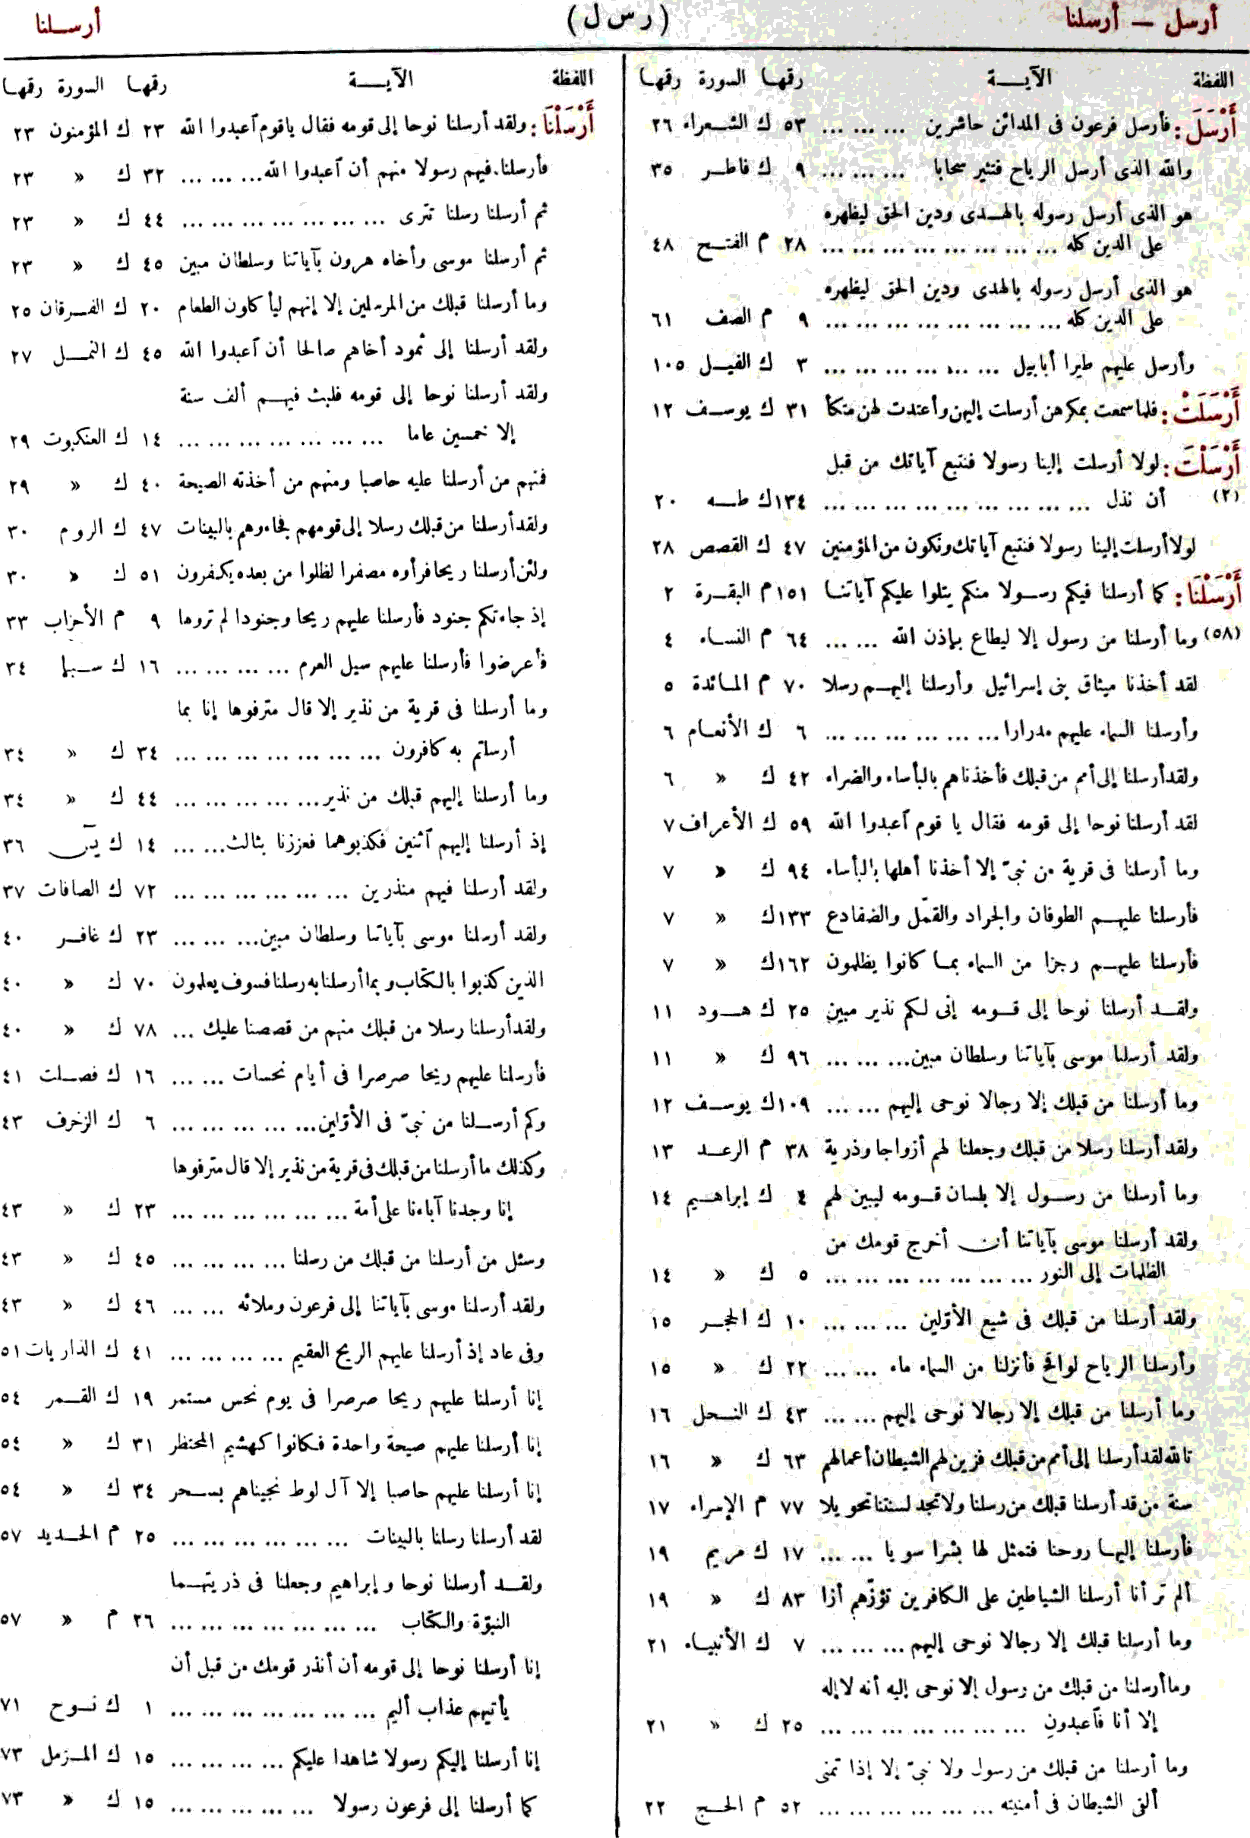 أرسل — أرسلنا
(رس ل)
أرسلنا
اللفظة الآية رقمها السورة رقمها
أَرْسَلَ: فأرسل فرعون فى المدائن حاشرين ... ... ... ٥٣ ك الشعراء ٢٦
والله الذى أرسل الرياح فتثير سحابا ... ... ... ٩ ك فاطر ٣٥
هو الذى أرسل رسوله بالهدى ودين الحق ليظهره
على الدين كله ... ... ... ... ... ... ... ... ٢٨ م الفتح ٤٨
هو الذى أرسل رسوله بالهدى ودين الحق ليظهره
على الدين كله ... ... ... ... ... ... ... ... ٩ م الصف ٦١
وأرسل عليهم طيرا أبابيل ... ... ... ... ... ... ٣ ك الفيل ١٠٥
أَرْسَلَتْ: فلما سمعت بمكرهن أرسلت إليهن وأعتدت لهن متكأ ٣١ ك يوسف ١٢
أَرْسَلْتَ: لولا أرسلت إلينا رسولا فنتبع آياتك من قبل
(٢) أن نذل ... ... ... ... ... ... ... ... ... ١٣٤ ك طه ٢٠
لولا أرسلت إلينا رسولا فنتبع آياتك ونكون من المؤمنين ٤٧ ك القصص ٢٨
أَرْسَلْنَا: كما أرسلنا فيكم رسولا منكم يتلوا عليكم آياتنا ١٥١ م البقرة ٢
(٥٨) وما أرسلنا من رسول إلا ليطاع بإذن الله ... ... ٦٤ م النساء ٤
لقد أخذنا ميثاق بنى إسرائيل وأرسلنا إليهم رسلا ٧٠ م المائدة ٥
وأرسلنا السماء عليهم مدرارا ... ... ... ... ... ... ٦ ك الأنعام ٦
ولقد أرسلنا إلى أمم من قبلك فأخذناهم بالبأساء والضراء ٤٢ ك » ٦
لقد أرسلنا نوحا إلى قومه فقال يا قوم آعبدوا الله ٥٩ ك الأعراف ٧
وما أرسلنا فى قرية من نبىّ إلا أخذنا أهلها بالبأساء ٩٤ ك » ٧
فأرسلنا عليهم الطوفان والجراد والقمّل والضفادع ١٣٣ ك » ٧
فأرسلنا عليهم رجزا من السماء بما كانوا يظلمون ١٦٢ ك » ٧
ولقد أرسلنا نوحا إلى قومه إنى لكم نذير مبين ٢٥ ك هود ١١
ولقد أرسلنا موسى بآياتنا وسلطان مبين ... ... ... ٩٦ ك » ١١
وما أرسلنا من قبلك إلا رجالا نوحى إليهم ... ... ١٠٩ ك يوسف ١٢
ولقد أرسلنا رسلا من قبلك وجعلنا لهم أزواجا وذرية ٣٨ م الرعد ١٣
وما أرسلنا من رسول إلا بلسان قومه ليبين لهم ٤ ك إبراهيم ١٤
ولقد أرسلنا موسى بآياتنا أن أخرج قومك من
الظلمات إلى النور ... ... ... ... ... ... ... ٥ ك » ١٤
ولقد أرسلنا من قبلك فى شيع الأوّلين ... ... ... ١٠ ك الحجر ١٥
وأرسلنا الرياح لواقح فأنزلنا من السماء ماء ... ... ٢٢ ك » ١٥
وما أرسلنا من قبلك إلا رجالا نوحى إليهم ... ... ٤٣ ك النحل ١٦
تالله لقد أرسلنا إلى أمم من قبلك فزين لهم الشيطان أعمالهم ٦٣ ك » ١٦
سنة من قد أرسلنا قبلك من رسلنا ولا تجد لسنتنا تحويلا ٧٧ م الإسراء ١٧
فأرسلنا إليها روحنا فتمثل لها بشرا سويا ... ... ١٧ ك مريم ١٩
ألم تر أنا أرسلنا الشياطين على الكافرين تؤزّهم أزا ٨٣ ك » ١٩
وما أرسلنا قبلك إلا رجالا نوحى إليهم ... ... ... ٧ ك الأنبياء ٢١
وما أرسلنا من قبلك من رسول إلا نوحى إليه أنه لا إله
إلا أنا فآعبدون ... ... ... ... ... ... ... ٢٥ ك » ٢١
وما أرسلنا من قبلك من رسول ولا نبىّ إلا إذا تمنى
ألقى الشيطان فى أمنيته ... ... ... ... ... ... ٥٢ م الحج ٢٢
اللفظة الآية رقمها السورة رقمها
أَرْسَلْنَا: ولقد أرسلنا نوحا إلى قومه فقال ياقوم آعبدوا الله ٢٣ ك المؤمنون ٢٣
فأرسلنا فيهم رسولا منهم أن آعبدوا الله ... ... ... ٣٢ ك » ٢٣
ثم أرسلنا رسلنا تترى ... ... ... ... ... ... ... ٤٤ ك » ٢٣
ثم أرسلنا موسى وأخاه هرون بآياتنا وسلطان مبين ٤٥ ك » ٢٣
وما أرسلنا قبلك من المرسلين إلا إنهم ليأكلون الطعام ٢٠ ك الفرقان ٢٥
ولقد أرسلنا إلى ثمود أخاهم صالحا أن آعبدوا الله ٤٥ ك النمل ٢٧
ولقد أرسلنا نوحا إلى قومه فلبث فيهم ألف سنة
إلا خمسين عاما ... ... ... ... ... ... ... ١٤ ك العنكبوت ٢٩
فمنهم من أرسلنا عليه حاصبا ومنهم من أخذته الصيحة ٤٠ ك » ٢٩
ولقد أرسلنا من قبلك رسلا إلى قومهم فجاءوهم بالبينات ٤٧ ك الروم ٣٠
ولئن أرسلنا ريحا فرأوه مصفرا لظلوا من بعده يكفرون ٥١ ك » ٣٠
إذ جاءتكم جنود فأرسلنا عليهم ريحا وجنودا لم تروها ٩ م الأحزاب ٣٣
فأعرضوا فأرسلنا عليهم سيل العرم ... ... ... ... ١٦ ك سبإ ٣٤
وما أرسلنا فى قرية من نذير إلا قال مترفوها إنا بما
أرسلتم به كافرون ... ... ... ... ... ... ... ٣٤ ك » ٣٤
وما أرسلنا إليهم قبلك من نذير ... ... ... ... ... ٤٤ ك » ٣٤
إذ أرسلنا إليهم آثنين فكذبوهما فعززنا بثالث ... ... ١٤ ك يٓس ٣٦
ولقد أرسلنا فيهم منذرين ... ... ... ... ... ... ٧٢ ك الصافات ٣٧
ولقد أرسلنا موسى بآياتنا وسلطان مبين ... ... ... ٢٣ ك غافر ٤٠
الذين كذبوا بالكتاب وبما أرسلنا به رسلنا فسوف يعلمون ٧٠ ك » ٤٠
ولقد أرسلنا رسلا من قبلك منهم من قصصنا عليك ... ٧٨ ك » ٤٠
فأرسلنا عليهم ريحا صرصرا فى أيام نحسات ... ... ١٦ ك فصلت ٤١
وكم أرسلنا من نبىّ فى الأوّلين ... ... ... ... ... ٦ ك الزخرف ٤٣
وكذلك ما أرسلنا من قبلك فى قرية من نذير إلا قال مترفوها
إنا وجدنا آباءنا على أمة ... ... ... ... ... ... ٢٣ ك » ٤٣
وسئل من أرسلنا من قبلك من رسلنا ... ... ... ... ٤٥ ك » ٤٣
ولقد أرسلنا موسى بآياتنا إلى فرعون وملائه ... ... ٤٦ ك » ٤٣
وفى عاد إذ أرسلنا عليهم الريح العقيم ... ... ... ... ٤١ ك الذاريات ٥١
إنا أرسلنا عليهم ريحا صرصرا فى يوم نحس مستمر ١٩ ك القمر ٥٤
إنا أرسلنا عليهم صيحة واحدة فكانوا كهشيم المحتظر ٣١ ك » ٥٤
إنا أرسلنا عليهم حاصبا إلا آل لوط نجيناهم بسحر ٣٤ ك » ٥٤
لقد أرسلنا رسلنا بالبينات ... ... ... ... ... ... ٢٥ م الحديد ٥٧
ولقد أرسلنا نوحا و إبراهيم وجعلنا فى ذريتهما
النبوّة والكتاب ... ... ... ... ... ... ... ٢٦ م » ٥٧
إنا أرسلنا نوحا إلى قومه أن أنذر قومك من قبل أن
يأتيهم عذاب أليم ... ... ... ... ... ... ... ١ ك نوح ٧١
إنا أرسلنا إليكم رسولا شاهدا عليكم ... ... ... ... ١٥ ك المزمل ٧٣
كما أرسلنا إلى فرعون رسولا ... ... ... ... ... ١٥ ك » ٧٣